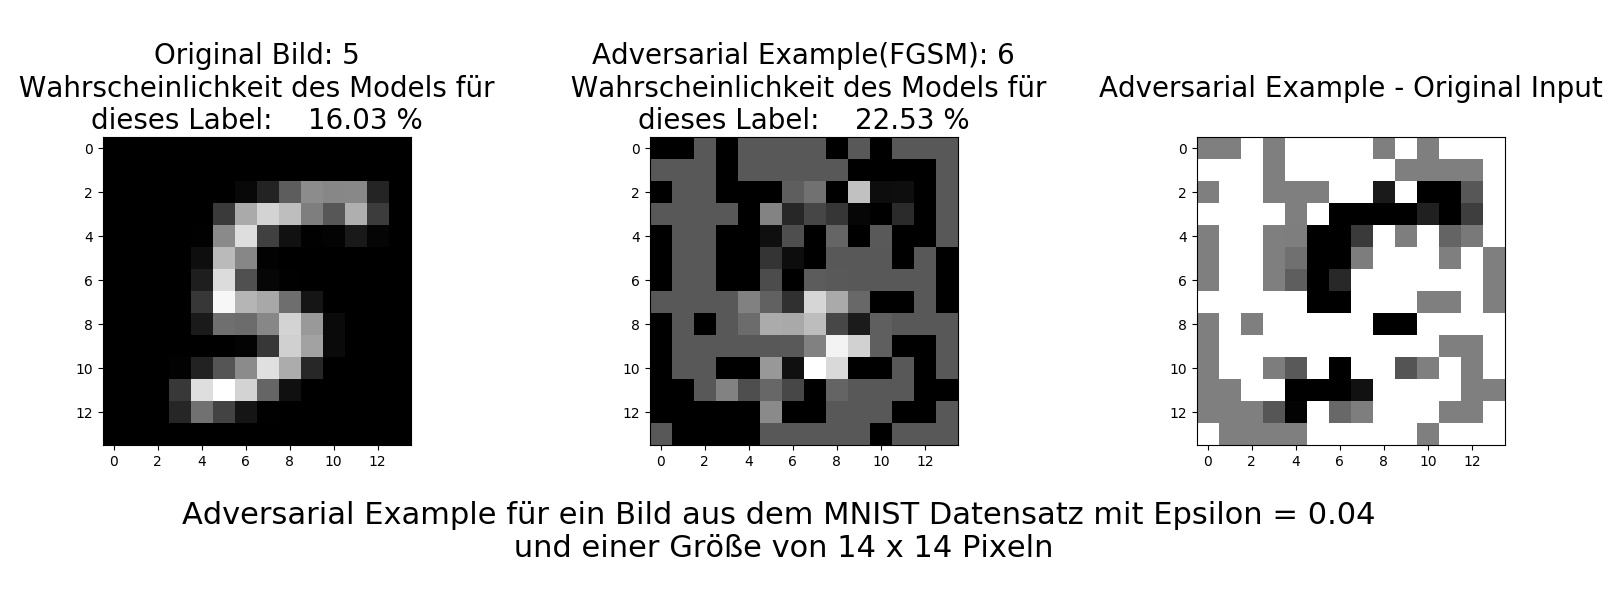 Original Bild: 5
Wahrscheinlichkeit des Models für
dieses Label: 16.03 %
0
2
4
6
8
10
12
0 2 4 6 8 10 12
Adversarial Example(FGSM): 6
Wahrscheinlichkeit des Models für
dieses Label: 22.53 %
0
2
4
6
8
10
12
0 2 4 6 8 10 12
Adversarial Example - Original Input
0
2
4
6
8
10
12
0 2 4 6 8 10 12
Adversarial Example für ein Bild aus dem MNIST Datensatz mit Epsilon = 0.04
und einer Größe von 14 x 14 Pixeln